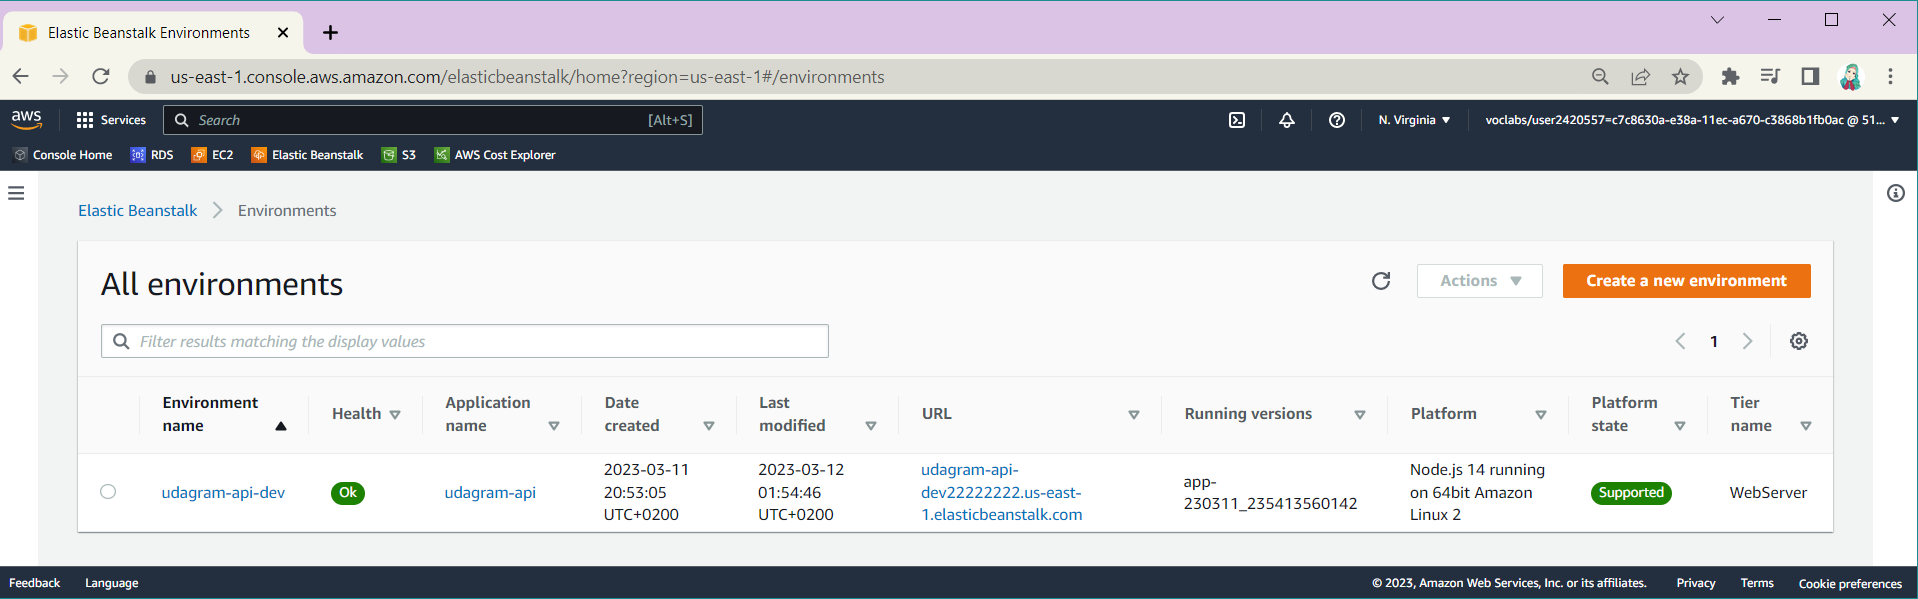 Elastic Beanstalk Environments
us-east-1.console.aws.amazon.com/elasticbeanstalk/home?region=us-east-1#/environments
aws Services Search [Alt+S] N. Virginia voclabs/user2420557=c7c8630a-e38a-11ec-a670-c3868b1fb0ac @ 51...
Console Home RDS EC2 Elastic Beanstalk S3 AWS Cost Explorer
Elastic Beanstalk Environments
All environments Actions Create a new environment
Filter results matching the display values 1
Environment name Health Application name Date created Last modified URL Running versions Platform Platform state Tier name
udagram-api-dev
Ok
udagram-api
2023-03-11
20:53:05
UTC+0200
2023-03-12
01:54:46
UTC+0200
udagram-api-
dev22222222.us-east-
1.elasticbeanstalk.com
app-
230311_235413560142
Node.js 14 running
on 64bit Amazon
Linux 2
Supported
WebServer
Feedback Language © 2023, Amazon Web Services, Inc. or its affiliates. Privacy Terms Cookie preferences